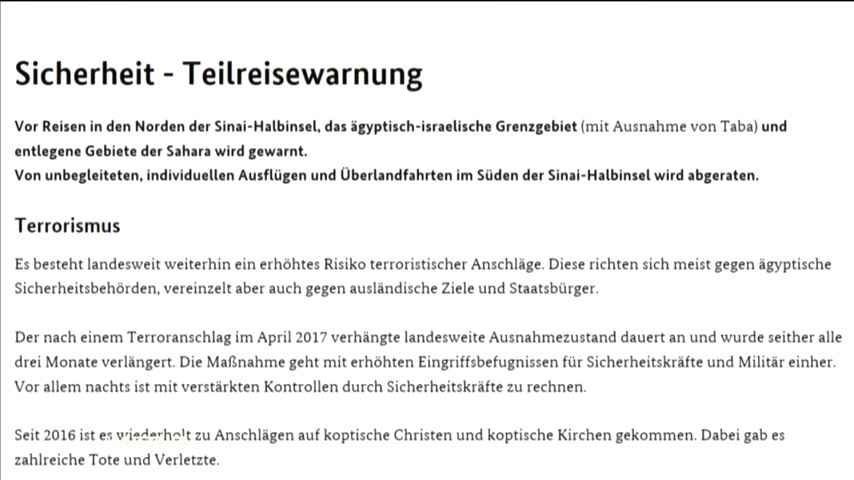 Sicherheit - Teilreisewarnung
Vor Reisen in den Norden der Sinai-Halbinsel, das ägyptisch-israelische Grenzgebiet (mit Ausnahme von Taba) und
entlegene Gebiete der Sahara wird gewarnt.
Von unbegleiteten, individuellen Ausflügen und Überlandfahrten im Süden der Sinai-Halbinsel wird abgeraten.
Terrorismus
Es besteht landesweit weiterhin ein erhöhtes Risiko terroristischer Anschläge. Diese richten sich meist gegen ägyptische
Sicherheitsbehörden, vereinzelt aber auch gegen ausländische Ziele und Staatsbürger.
Der nach einem Terroranschlag im April 2017 verhängte landesweite Ausnahmezustand dauert an und wurde seither alle
drei Monate verlängert. Die Maßnahme geht mit erhöhten Eingriffsbefugnissen für Sicherheitskräfte und Militär einher.
Vor allem nachts ist mit verstärkten Kontrollen durch Sicherheitskräfte zu rechnen.
Seit 2016 ist es wiederholt zu Anschlägen auf koptische Christen und koptische Kirchen gekommen. Dabei gab es
zahlreiche Tote und Verletzte.